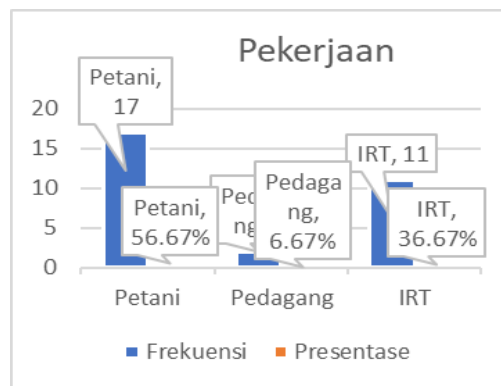 Pekerjaan
Petani,
17
20
15
10
5
0
Petani,
56.67%
Pedaga
ng,
6.67%
IRT, 11
IRT,
36.67%
Petani
Pedagang
IRT
Frekuensi
Presentase